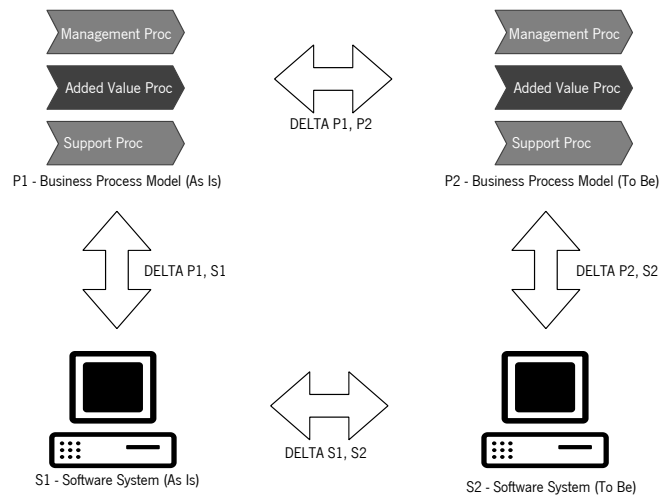 Management Proc
Added Value Proc
Support Proc
P1 - Business Process Model (As Is)
DELTA P1, P2
Management Proc
Added Value Proc
Support Proc
P2 - Business Process Model (To Be)
DELTA P1, S1
DELTA P2, S2
S1 - Software System (As Is)
DELTA S1, S2
S2 - Software System (To Be)